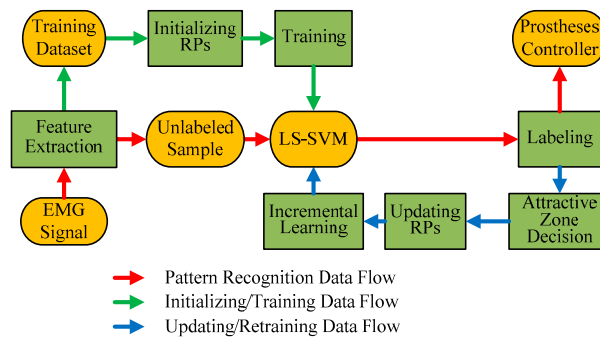 Training
Dataset
Initializing
RPs
Training
Prostheses
Controller
Feature
Extraction
Unlabeled
Sample
LS-SVM
Labeling
EMG
Signal
Incremental
Learning
Updating
RPs
Attractive
Zone
Decision
Pattern Recognition Data Flow
Initializing/Training Data Flow
Updating/Retraining Data Flow